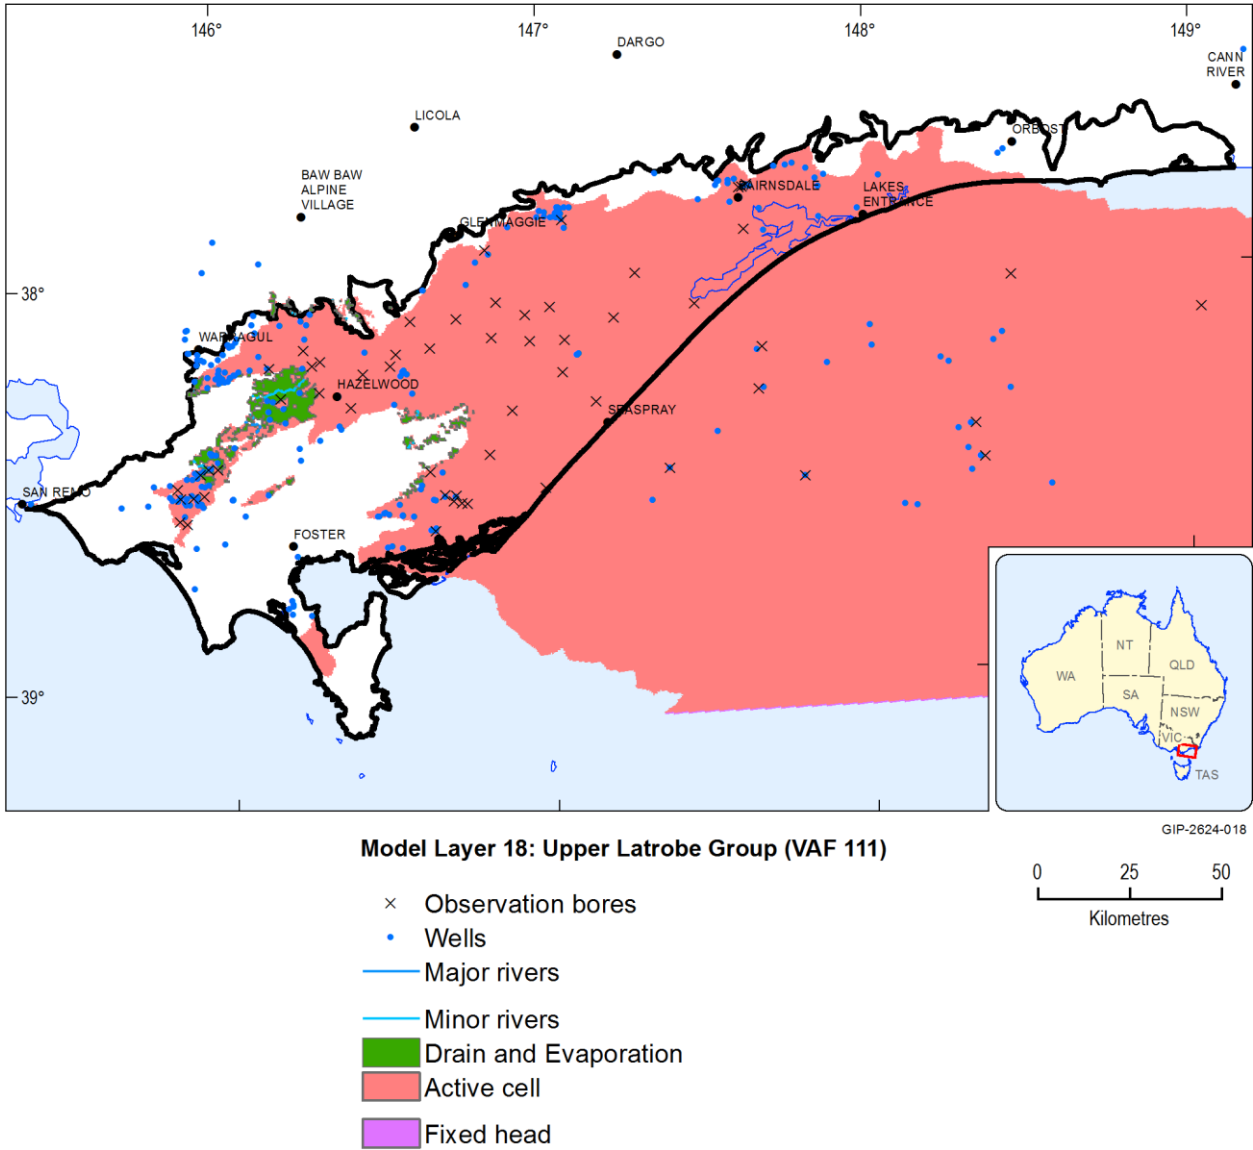 146°
147°
148°
149°
DARGO
CANN
RIVER
LICOLA
ORBOST
BAW BAW
ALPINE
VILLAGE
BAIRNSDALE
LAKES
ENTRANCE
GLENMAGGIE
38°
WARRAGUL
HAZELWOOD
SEASPRAY
SAN REMO
FOSTER
39°
NT
WA
QLD
SA
NSW
VIC
TAS
GIP-2624-018
Model Layer 18: Upper Latrobe Group (VAF 111)
0 25 50
Kilometres
Observation bores
Wells
Major rivers
Minor rivers
Drain and Evaporation
Active cell
Fixed head